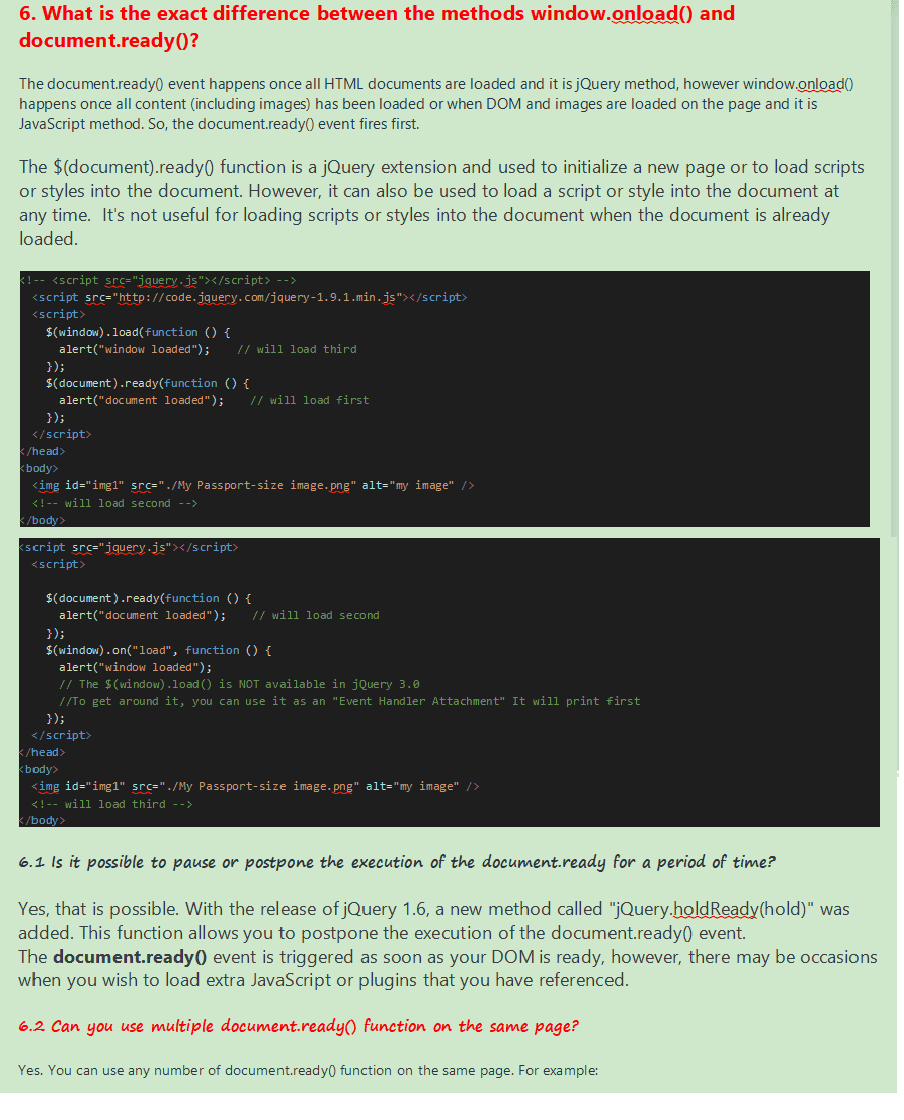 6. What is the exact difference between the methods window.onload() and
document.ready()?
The document.ready() event happens once all HTML documents are loaded and it is jQuery method, however window.onload()
happens once all content (including images) has been loaded or when DOM and images are loaded on the page and it is
JavaScript method. So, the document.ready() event fires first.
The $(document).ready() function is a jQuery extension and used to initialize a new page or to load scripts
or styles into the document. However, it can also be used to load a script or style into the document at
any time.  It's not useful for loading scripts or styles into the document when the document is already
loaded.
<!-- <script src="jquery.js"></script> -->
<script src="http://code.jquery.com/jquery-1.9.1.min.js"></script>
<script>
$(window).load(function () {
alert("window loaded");    // will load third
});
$(document).ready(function () {
alert("document loaded");    // will load first
});
</script>
</head>
<body>
<img id="img1" src="./My Passport-size image.png" alt="my image" />
<!-- will load second -->
</body>
<script src="jquery.js"></script>
<script>
$(document).ready(function () {
alert("document loaded");    // will load second
});
$(window).on("load", function () {
alert("window loaded");
// The $(window).load() is NOT available in jQuery 3.0
//To get around it, you can use it as an "Event Handler Attachment" It will print first
});
</script>
</head>
<body>
<img id="img1" src="./My Passport-size image.png" alt="my image" />
<!-- will load third -->
</body>
6.1 Is it possible to pause or postpone the execution of the document.ready for a period of time?
Yes, that is possible. With the release of jQuery 1.6, a new method called "jQuery.holdReady(hold)" was
added. This function allows you to postpone the execution of the document.ready() event.
The document.ready() event is triggered as soon as your DOM is ready, however, there may be occasions
when you wish to load extra JavaScript or plugins that you have referenced.
6.2 Can you use multiple document.ready() function on the same page?
Yes. You can use any number of document.ready() function on the same page. For example: